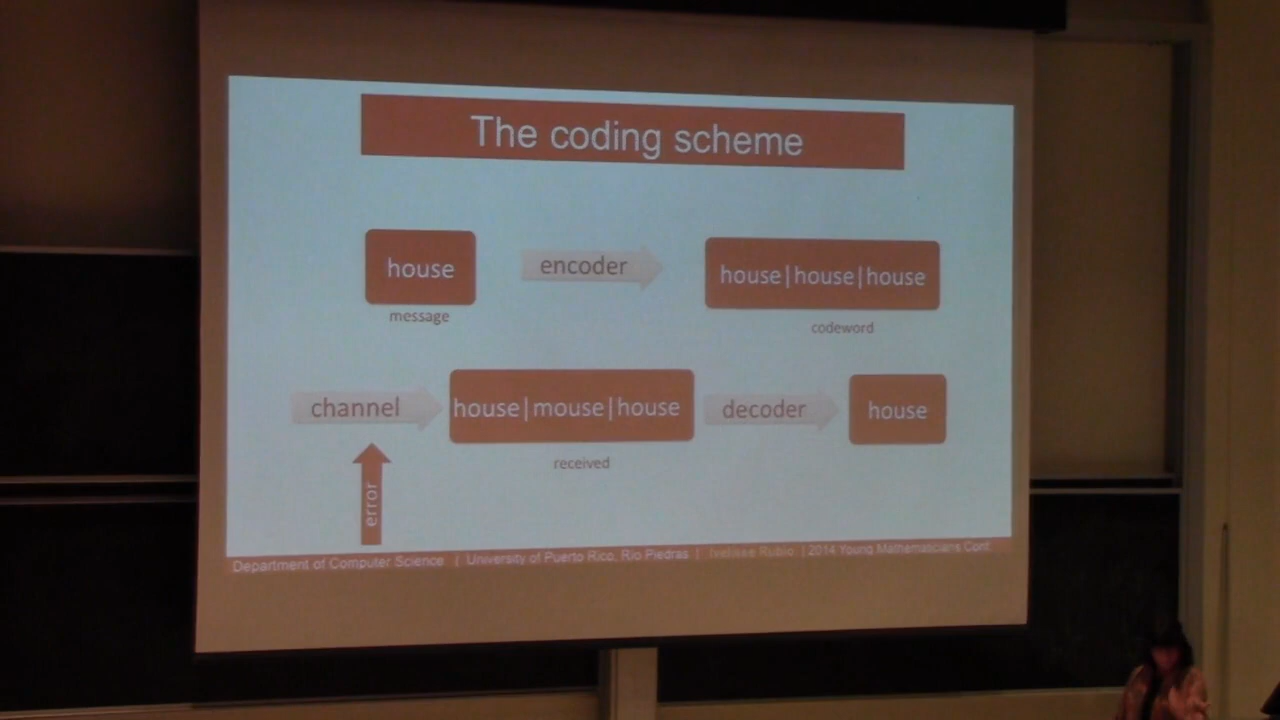 The coding scheme
house
encoder
house|house|house
message
codeword
channel
house|mouse|house
decoder
house
received
error
Department of Computer Science | University of Puerto Rico, Rio Piedras | Ivelisse Rubio | 2014 Young Mathematicians Conf.